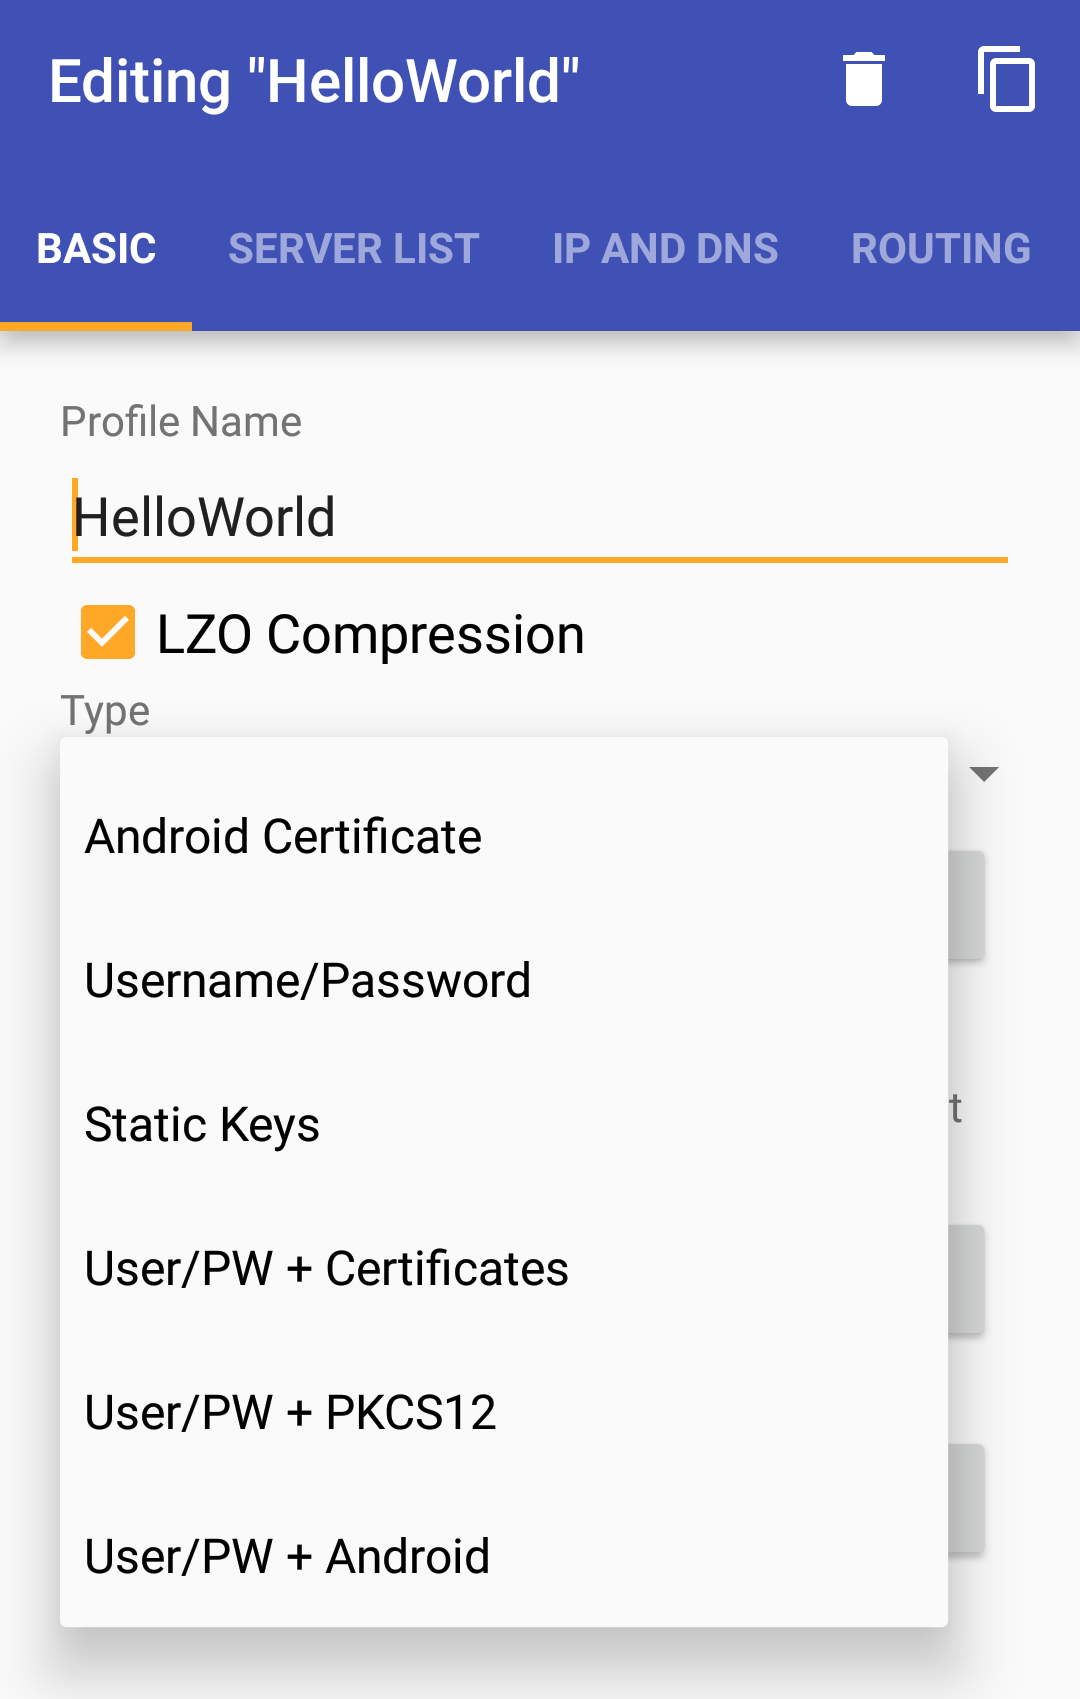 Editing "HelloWorld"
BASIC SERVER LIST IP AND DNS ROUTING
Profile Name
HelloWorld
LZO Compression
Type
Android Certificate
Username/Password
Static Keys
t
User/PW + Certificates
User/PW + PKCS12
User/PW + Android